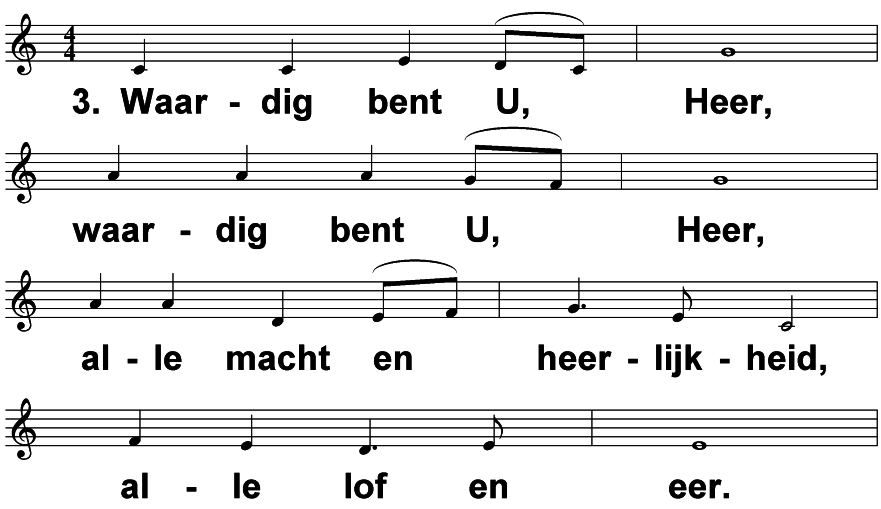 3. Waar - dig bent U, Heer,
waar - dig bent U, Heer,
al - le macht en heer - lijk - heid,
al - le lof en eer.